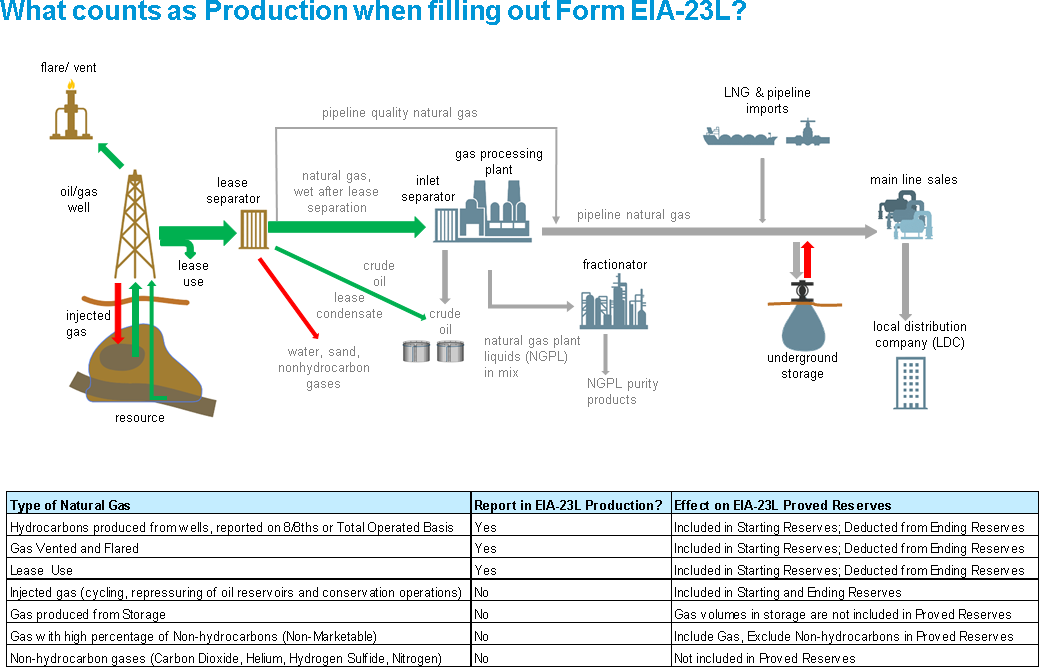 What counts as Production when filling out Form EIA-23L?
flare/ vent
LNG & pipeline
imports
pipeline quality natural gas
gas processing
plant
oil/gas
well
lease
separator
natural gas,
wet after lease
separation
inlet
separator
main line sales
pipeline natural gas
lease
use
crude
oil
lease
condensate
fractionator
injected
gas
crude
oil
water, sand,
nonhydrocarbon
gases
natural gas plant
liquids (NGPL)
in mix
NGPL purity
products
underground
storage
local distribution
company (LDC)
resource
Type of Natural Gas Report in EIA-23L Production? Effect on EIA-23L Proved Reserves
Hydrocarbons produced from wells, reported on 8/8ths or Total Operated Basis Yes Included in Starting Reserves; Deducted from Ending Reserves
Gas Vented and Flared Yes Included in Starting Reserves; Deducted from Ending Reserves
Lease Use Yes Included in Starting Reserves; Deducted from Ending Reserves
Injected gas (cycling, repressuring of oil reservoirs and conservation operations) No Included in Starting and Ending Reserves
Gas produced from Storage No Gas volumes in storage are not included in Proved Reserves
Gas with high percentage of Non-hydrocarbons (Non-Marketable) No Include Gas, Exclude Non-hydrocarbons in Proved Reserves
Non-hydrocarbon gases (Carbon Dioxide, Helium, Hydrogen Sulfide, Nitrogen) No Not included in Proved Reserves